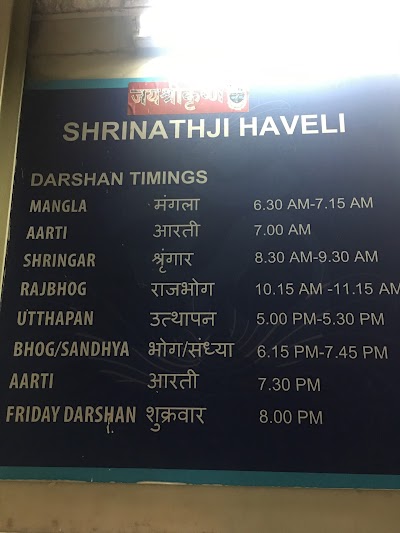 जय श्री कृष्ण
SHRINATHJI HAVELI
DARSHAN TIMINGS
MANGLA मंगला 6.30 AM-7.15 AM
AARTI आरती 7.00 AM
SHRINGAR श्रृंगार 8.30 AM-9.30 AM
RAJBHOG राजभोग 10.15 AM -11.15 AM
UTTHAPAN उत्थापन 5.00 PM-5.30 PM
BHOG/SANDHYA भोग/संध्या 6.15 PM-7.45 PM
AARTI आरती 7.30 PM
FRIDAY DARSHAN शुक्रवार 8.00 PM